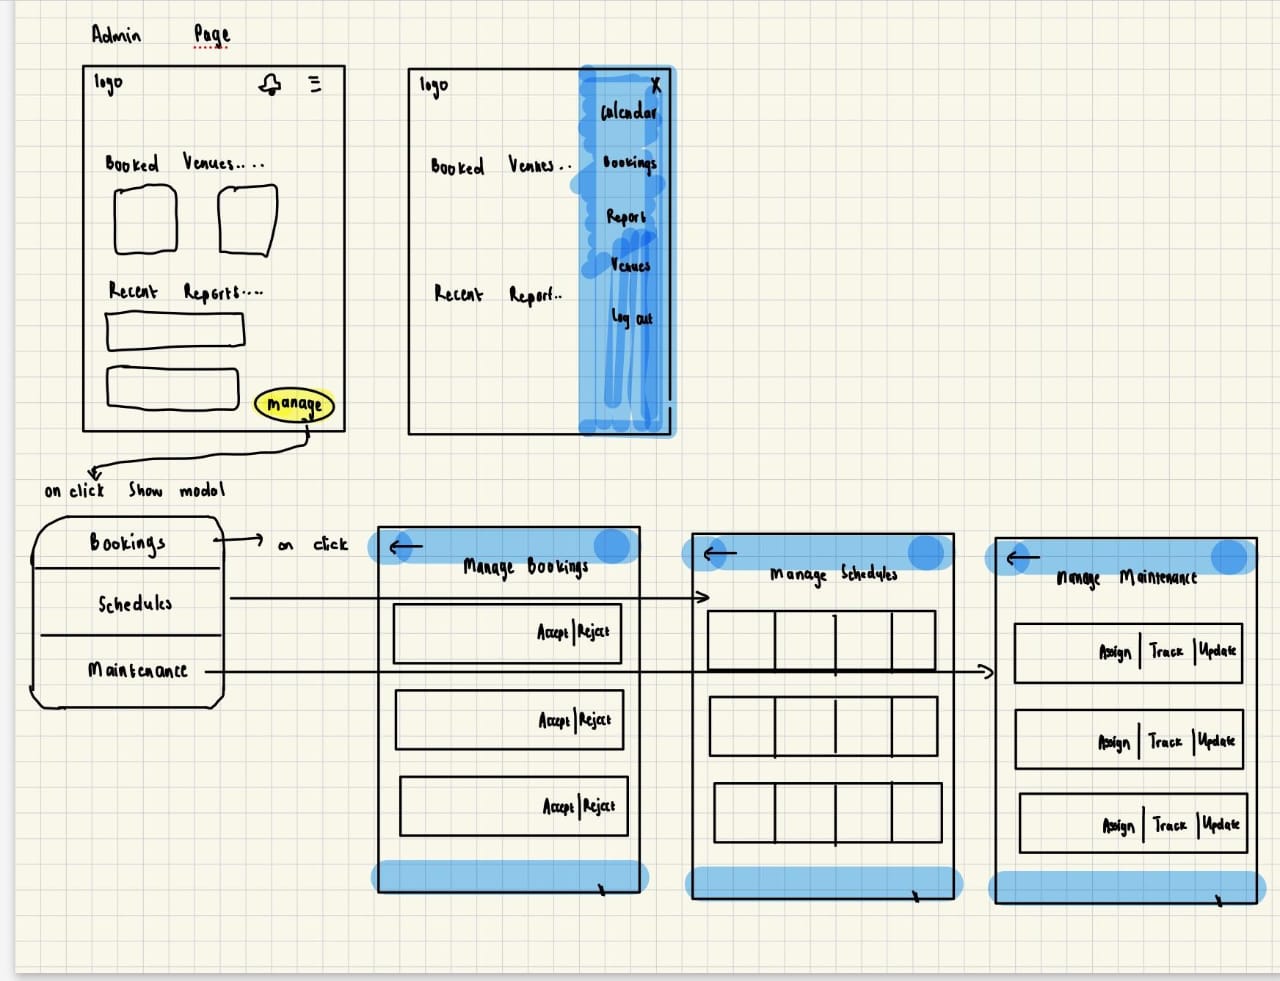 Admin Page
logo
Booked Venues....
Recent Reports....
manage
logo
X
Calendar
Booked Venues..
Bookings
Report
Venues
Recent Report..
Log out
on click Show modal
Bookings
on click
Schedules
Maintenance
Manage Bookings
Accept|Reject
Accept|Reject
Accept|Reject
Manage Schedules
Manage Maintenance
Assign | Track | Update
Assign | Track | Update
Assign | Track | Update